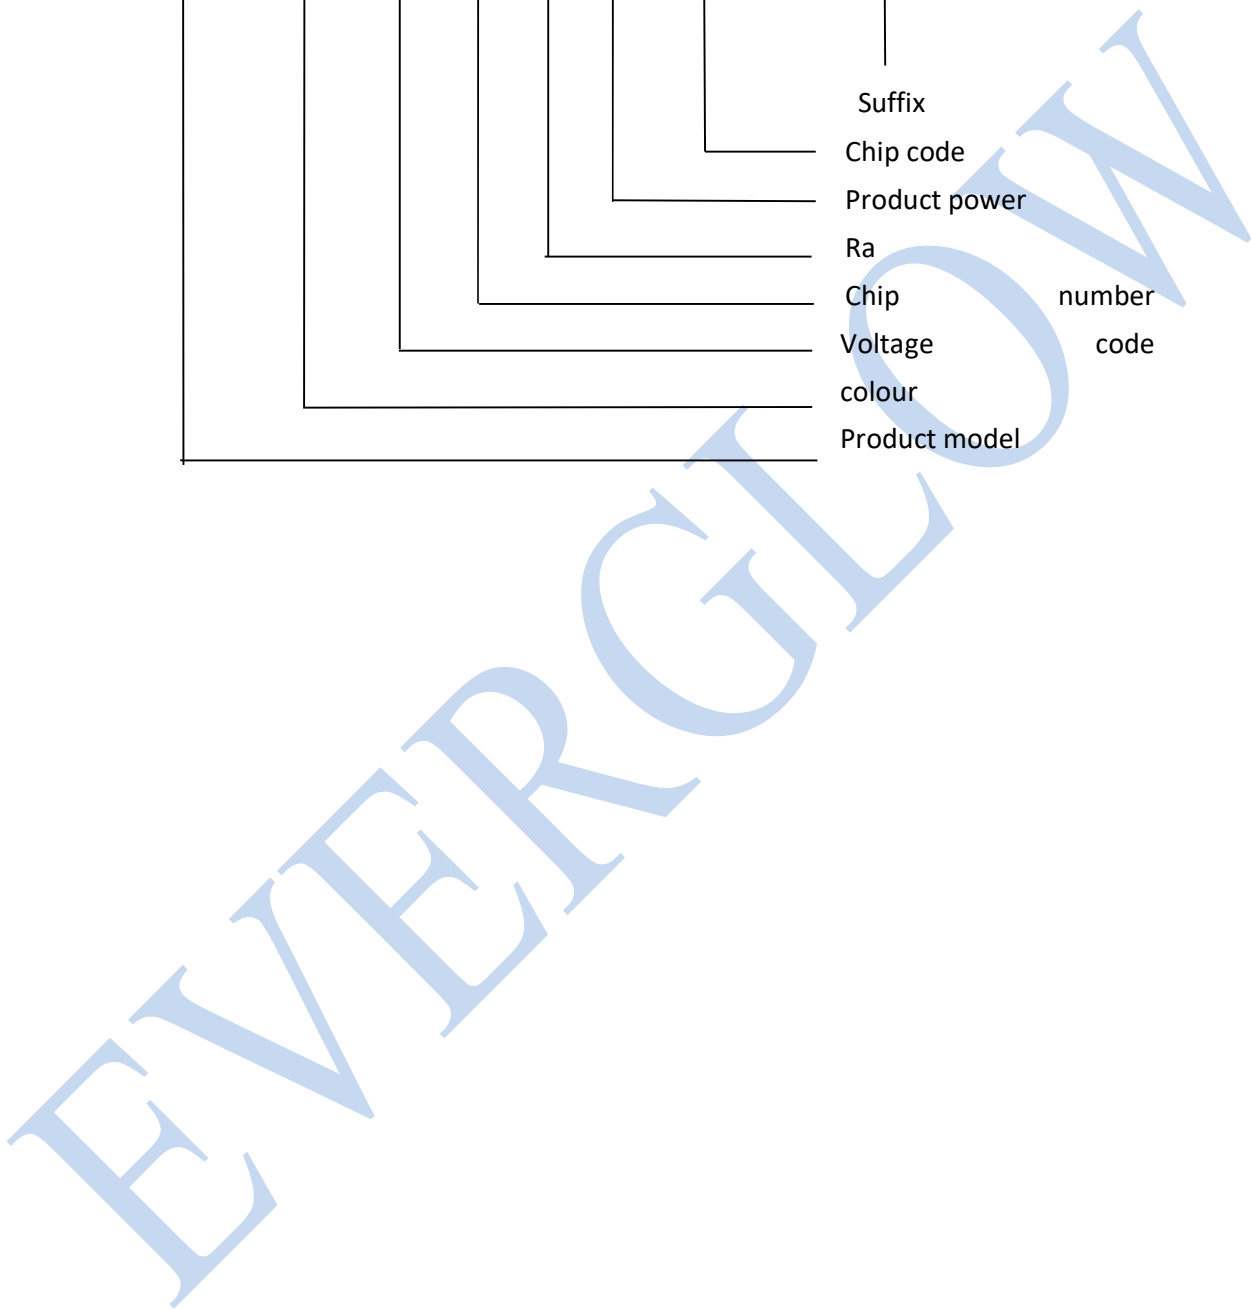 Suffix
Chip code
Product power
Ra
Chip number
Voltage code
colour
Product model
EVERGLOW